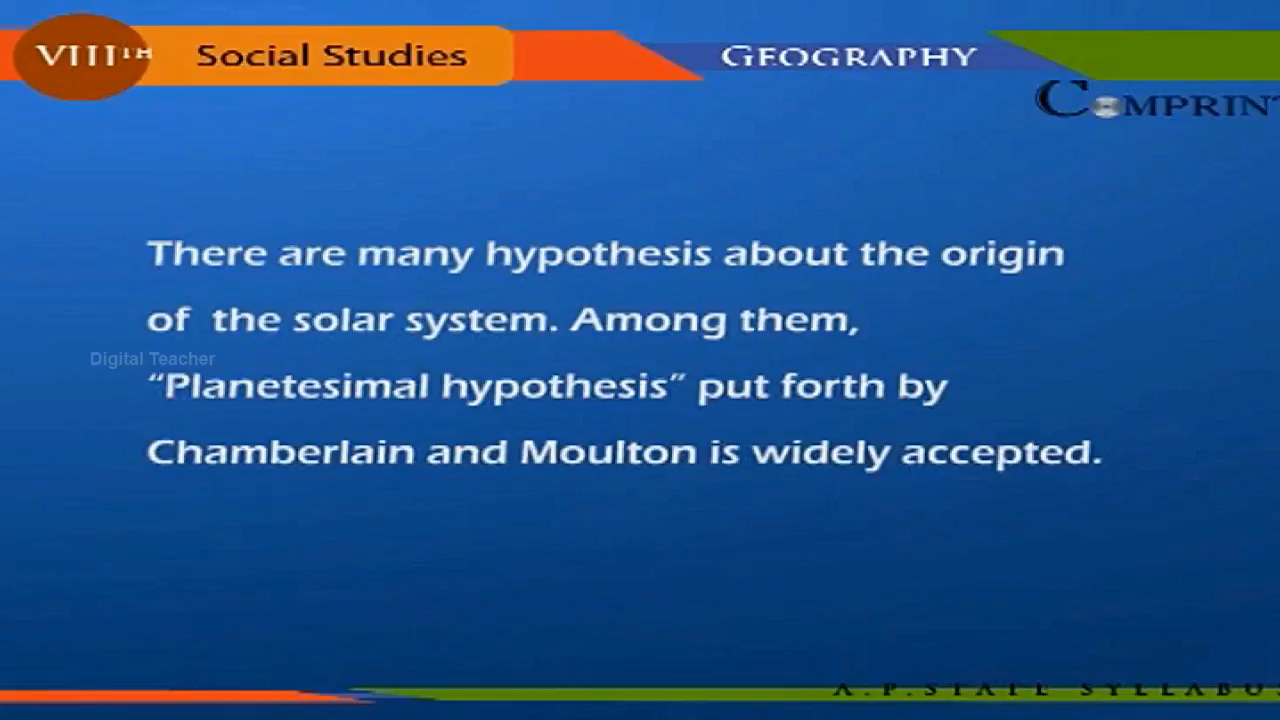 VIIITH Social Studies GEOGRAPHY
COMPRINT
There are many hypothesis about the origin
of the solar system. Among them,
Digital Teacher
“Planetesimal hypothesis” put forth by
Chamberlain and Moulton is widely accepted.
A.P.STATE SYLLABUS